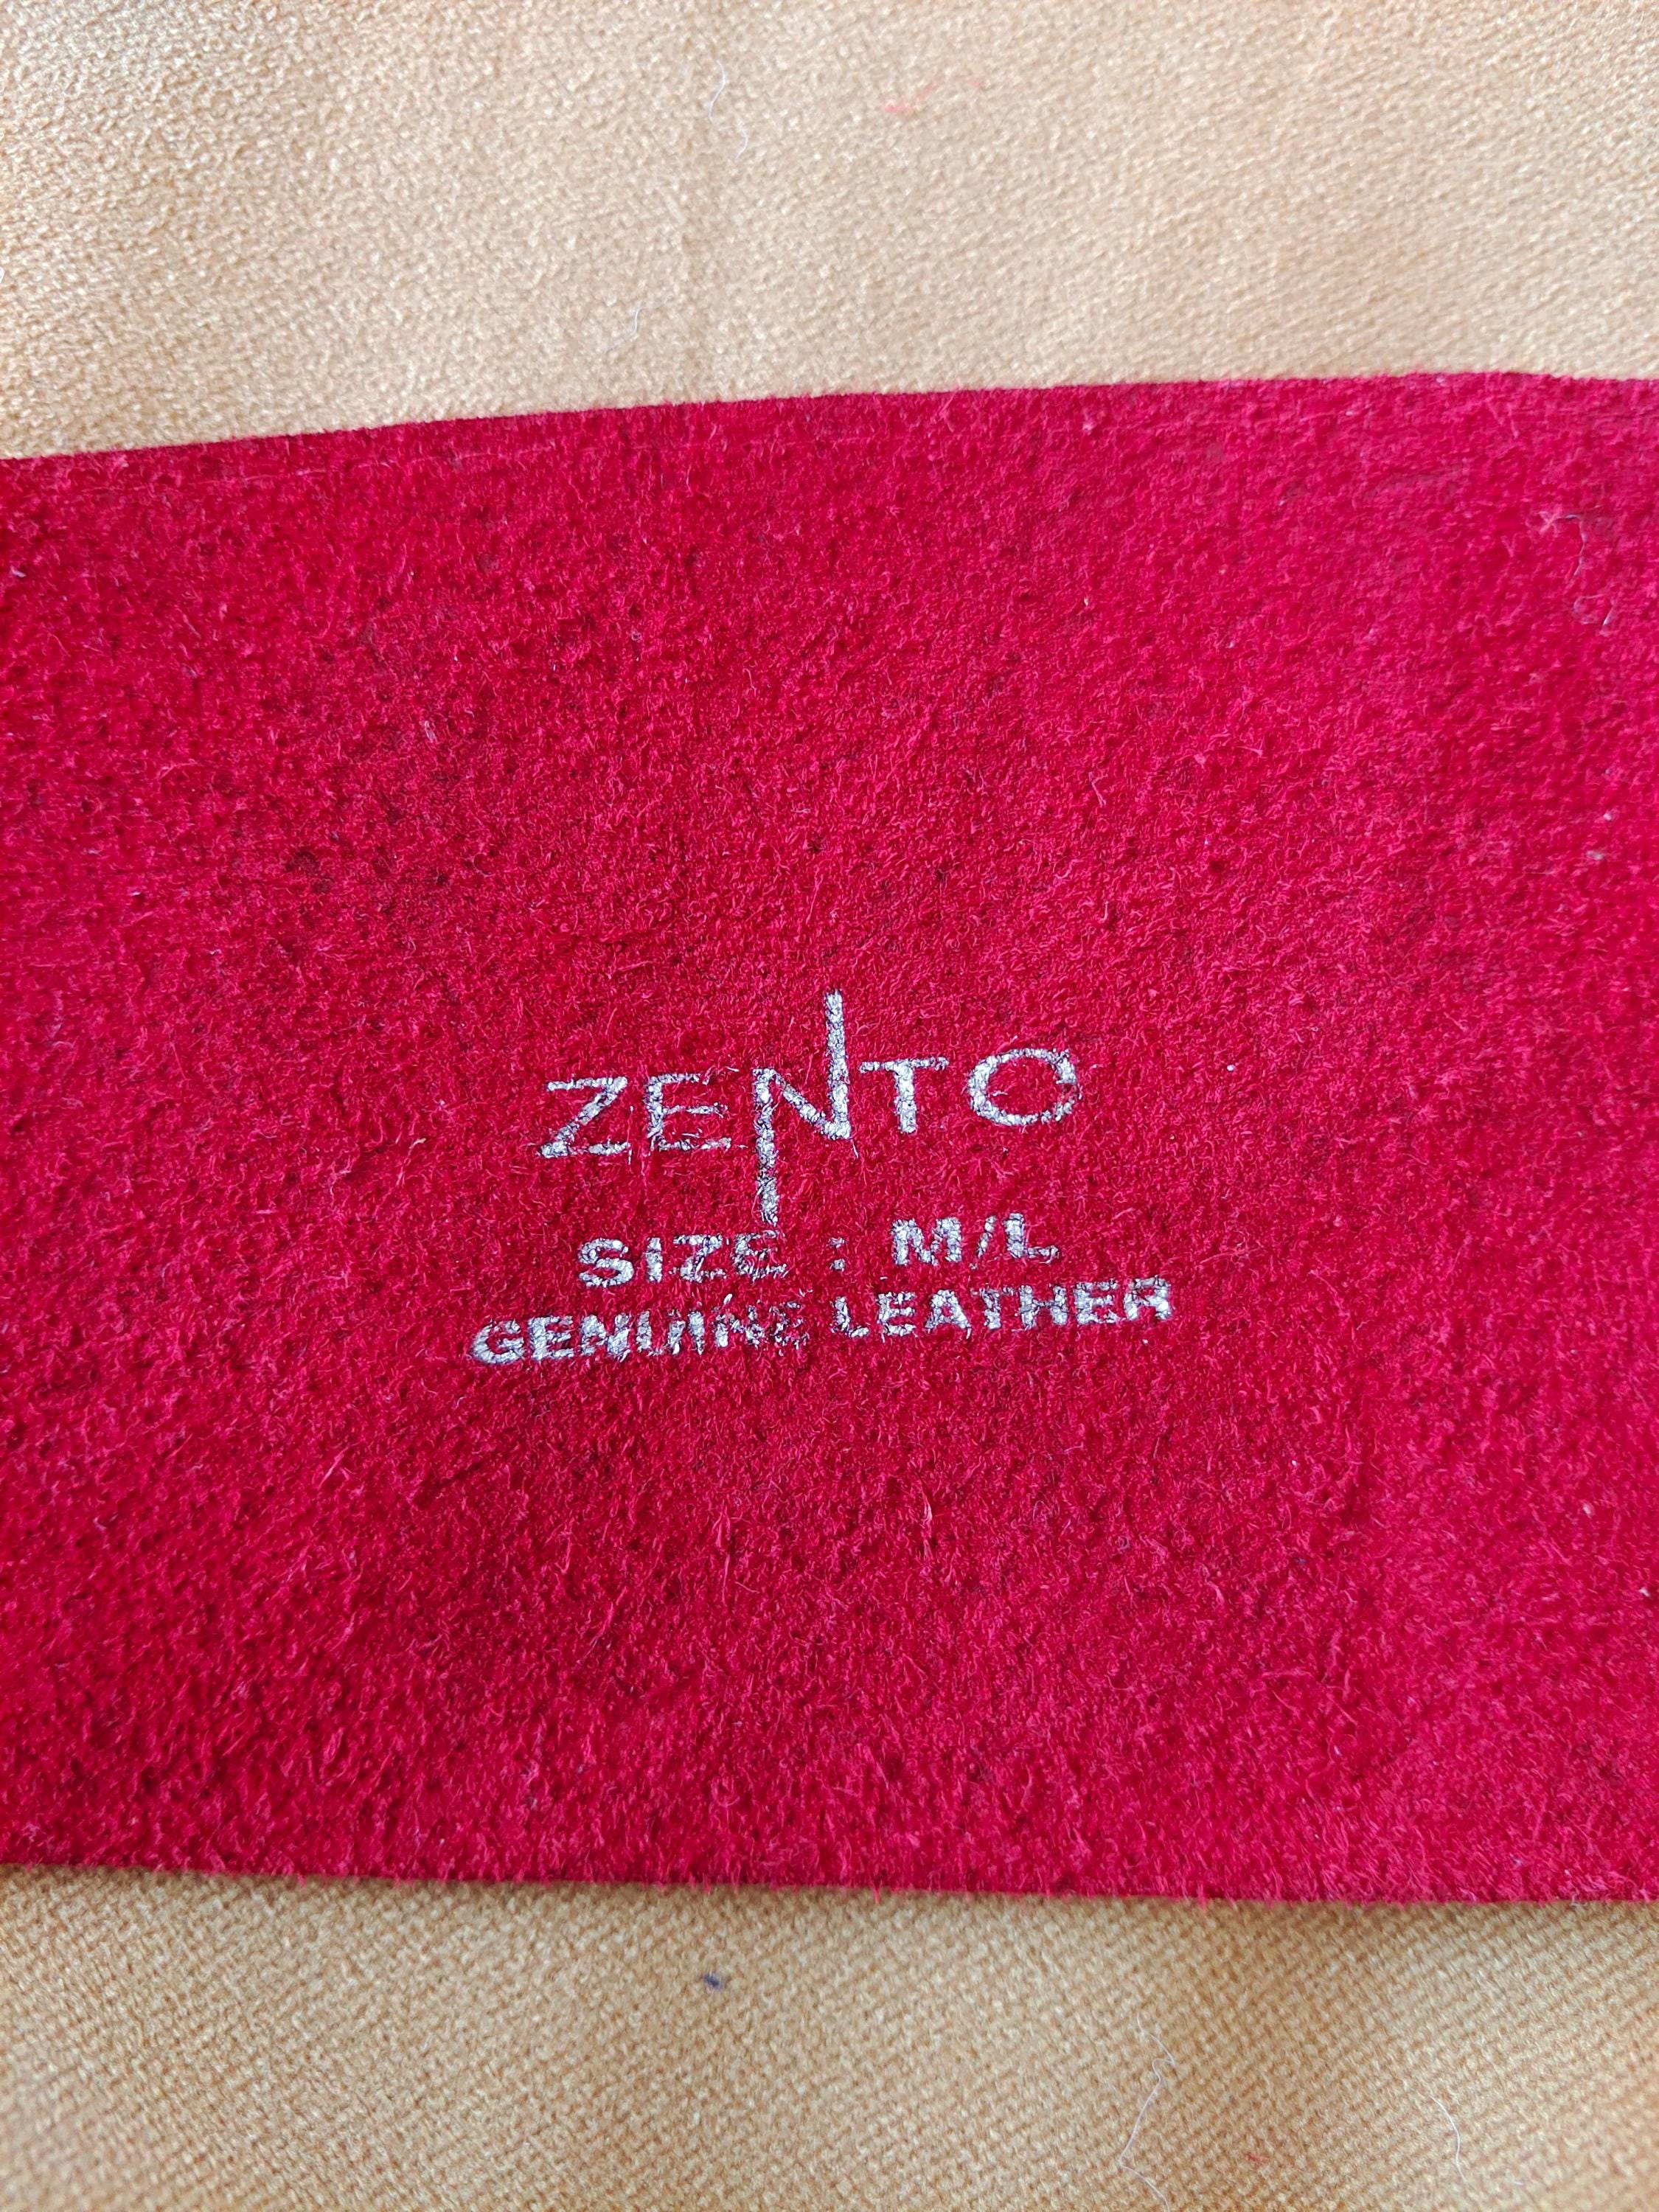 ZENTO
SIZE : M/L
GENUINE LEATHER